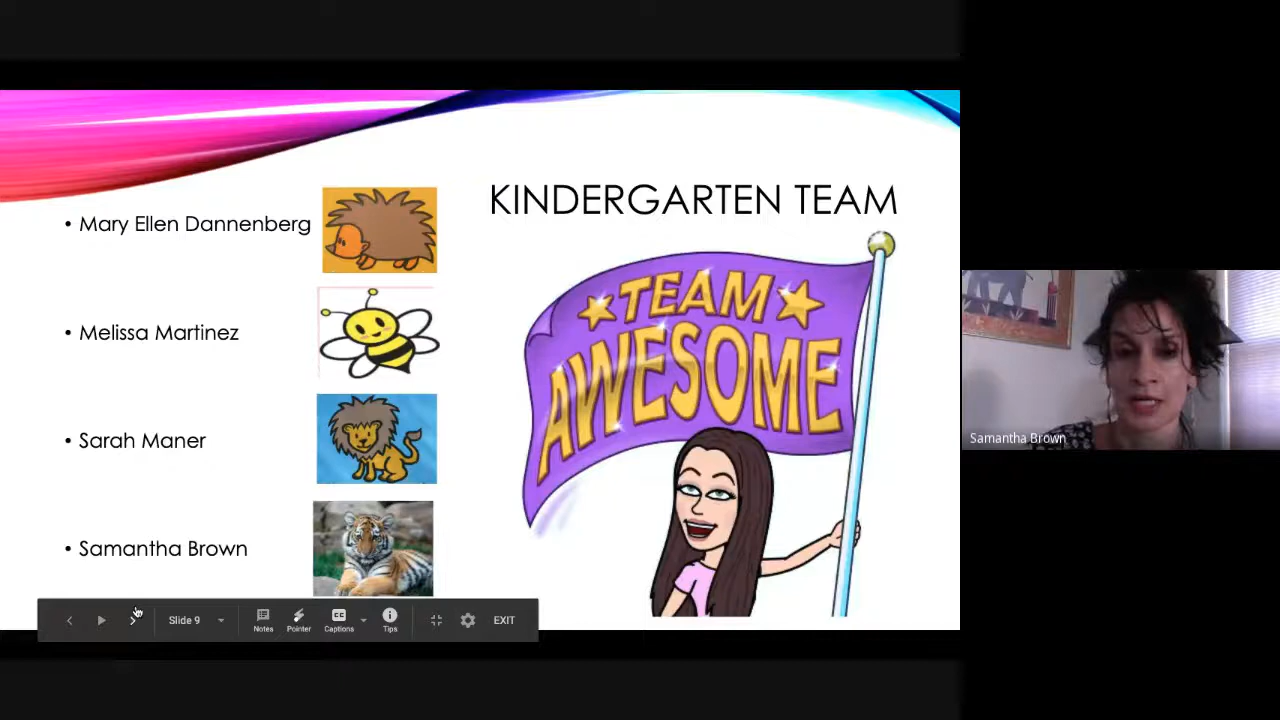 KINDERGARTEN TEAM
• Mary Ellen Dannenberg
• Melissa Martinez
• Sarah Maner
• Samantha Brown
TEAM
AWESOME
Samantha Brown
Slide 9
Notes
Pointer
CC
Captions
Tips
EXIT